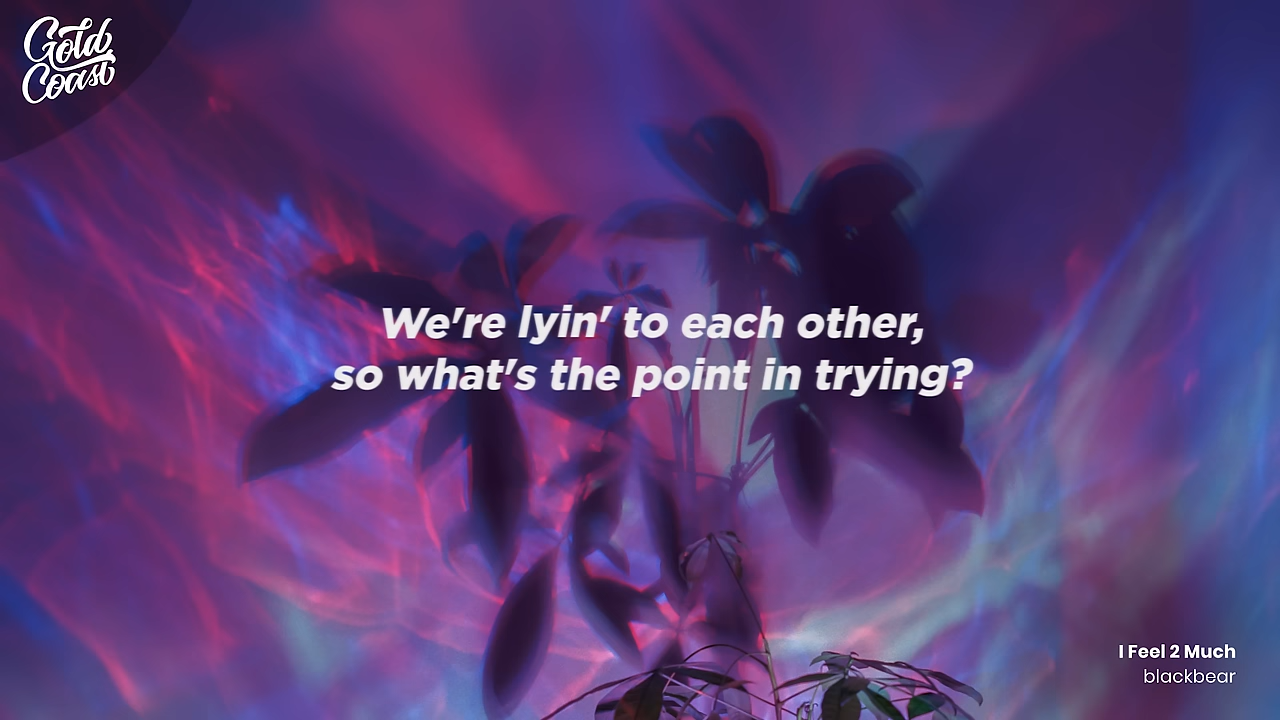 Gold
Coast
We're lyin' to each other,
so what's the point in trying?
I Feel 2 Much
blackbear